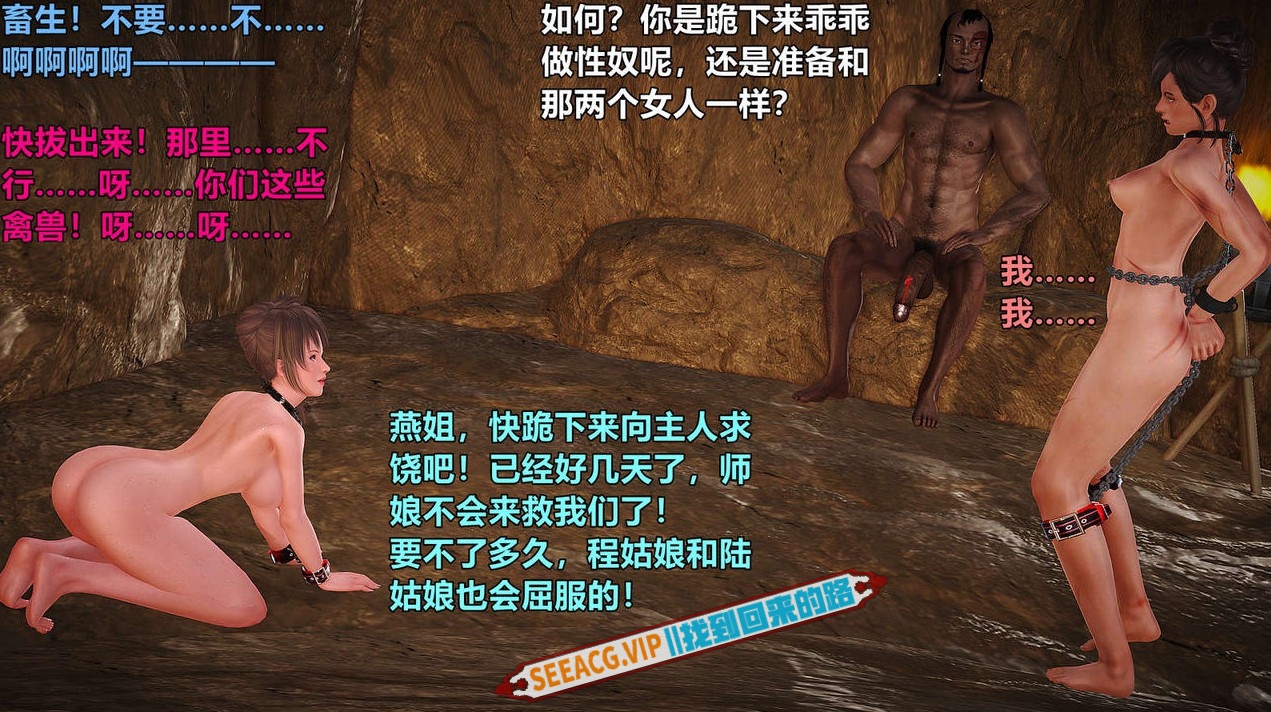 畜生！不要……不……
啊啊啊啊————
快拔出来！那里……不
行……呀……你们这些
禽兽！呀……呀……
如何？你是跪下来乖乖
做性奴呢，还是准备和
那两个女人一样？
我……
我……
燕姐，快跪下来向主人求
饶吧！已经好几天了，师
娘不会来救我们了！
要不了多久，程姑娘和陆
姑娘也会屈服的！
SEEACG.VIP||找到回来的路